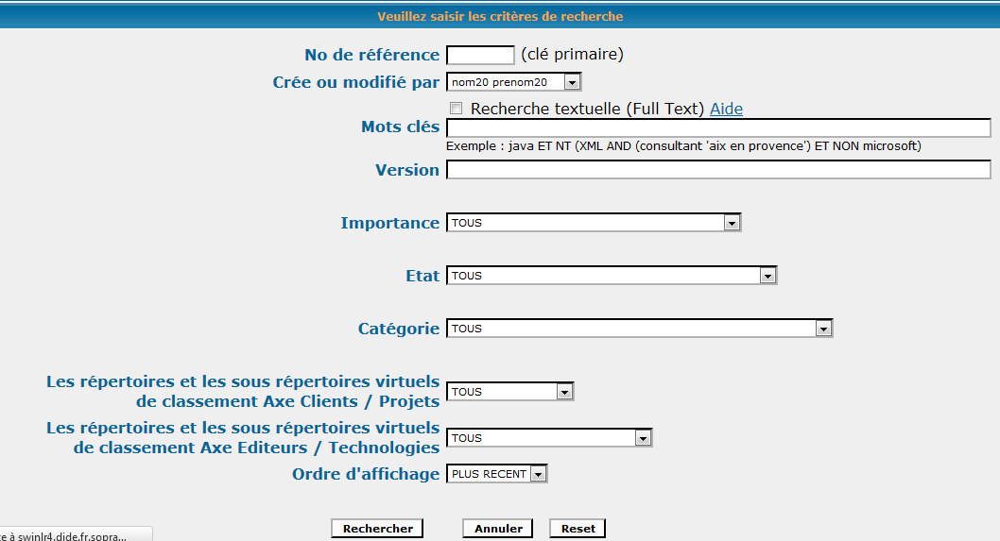 Veuillez saisir les critères de recherche
No de référence (clé primaire)
Crée ou modifié par nom20 prenom20
Recherche textuelle (Full Text) Aide
Mots clés
Exemple : java ET NT (XML AND (consultant 'aix en provence') ET NON microsoft)
Version
Importance TOUS
Etat TOUS
Catégorie TOUS
Les répertoires et les sous répertoires virtuels
de classement Axe Clients / Projets TOUS
Les répertoires et les sous répertoires virtuels
de classement Axe Editeurs / Technologies TOUS
Ordre d'affichage PLUS RECENT
Rechercher Annuler Reset
à swinlr4.dide.fr.sopra...